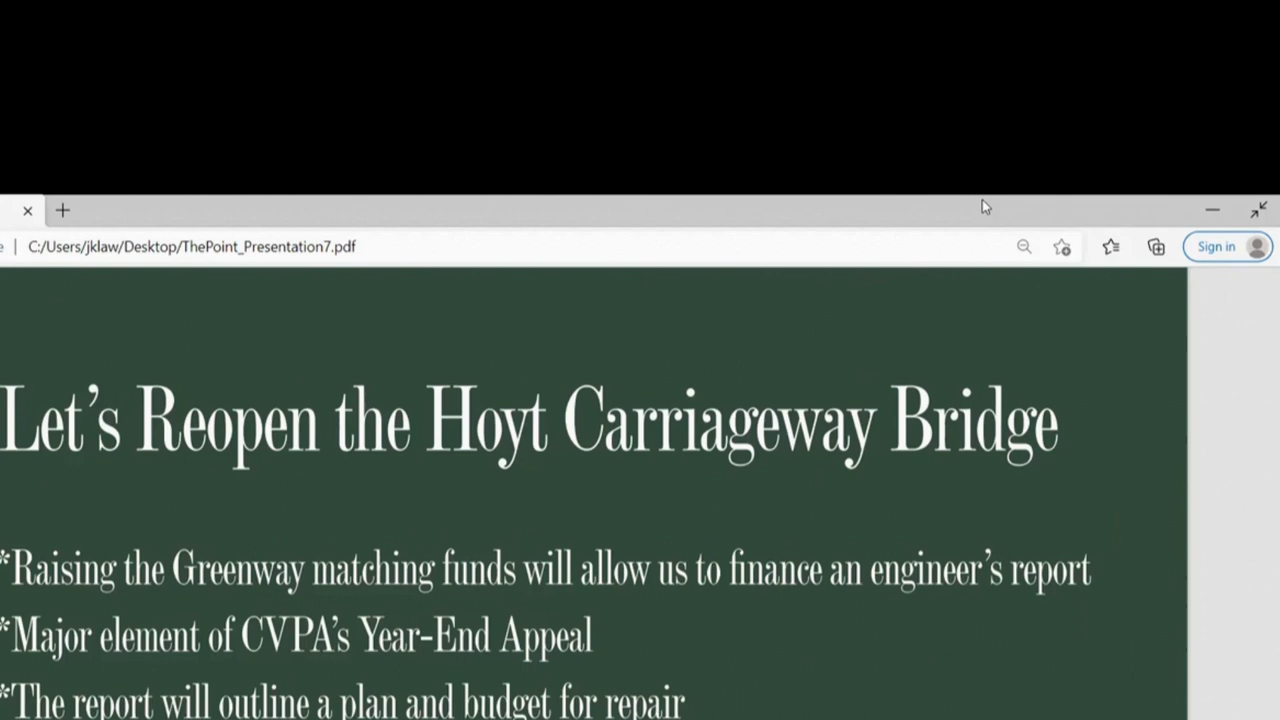 C:/Users/jklaw/Desktop/ThePoint_Presentation7.pdf
Sign in
Let's Reopen the Hoyt Carriageway Bridge
*Raising the Greenway matching funds will allow us to finance an engineer's report
*Major element of CVPA's Year-End Appeal
*The report will outline a plan and budget for repair